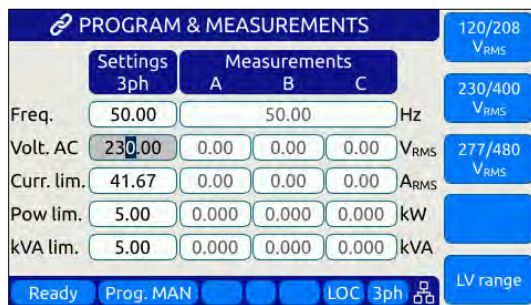 PROGRAM & MEASUREMENTS
Settings 3ph Measurements
A B C
Freq. 50.00 50.00 Hz
Volt. AC 230.00 0.00 0.00 0.00 VRMS
Curr. lim. 41.67 0.00 0.00 0.00 ARMS
Pow lim. 5.00 0.000 0.000 0.000 kW
kVA lim. 5.00 0.000 0.000 0.000 kVA
Ready Prog. MAN LOC 3ph
120/208
VRMS
230/400
VRMS
277/480
VRMS
LV range